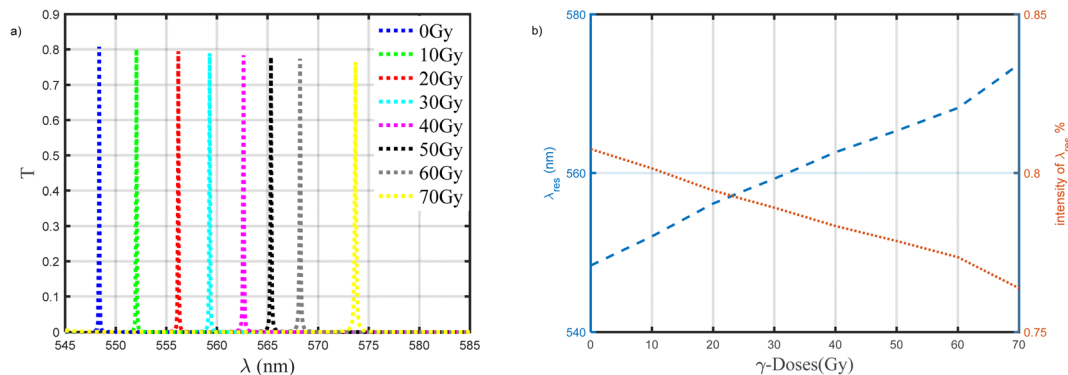 a)
0.9
0.8
0.7
0.6
0.5
0.4
0.3
0.2
0.1
0
T
545 550 555 560 565 570 575 580 585
λ (nm)
0Gy
10Gy
20Gy
30Gy
40Gy
50Gy
60Gy
70Gy
b)
580
560
540
λres (nm)
0 10 20 30 40 50 60 70
γ-Doses(Gy)
0.85
0.8
0.75
intensity of λres %